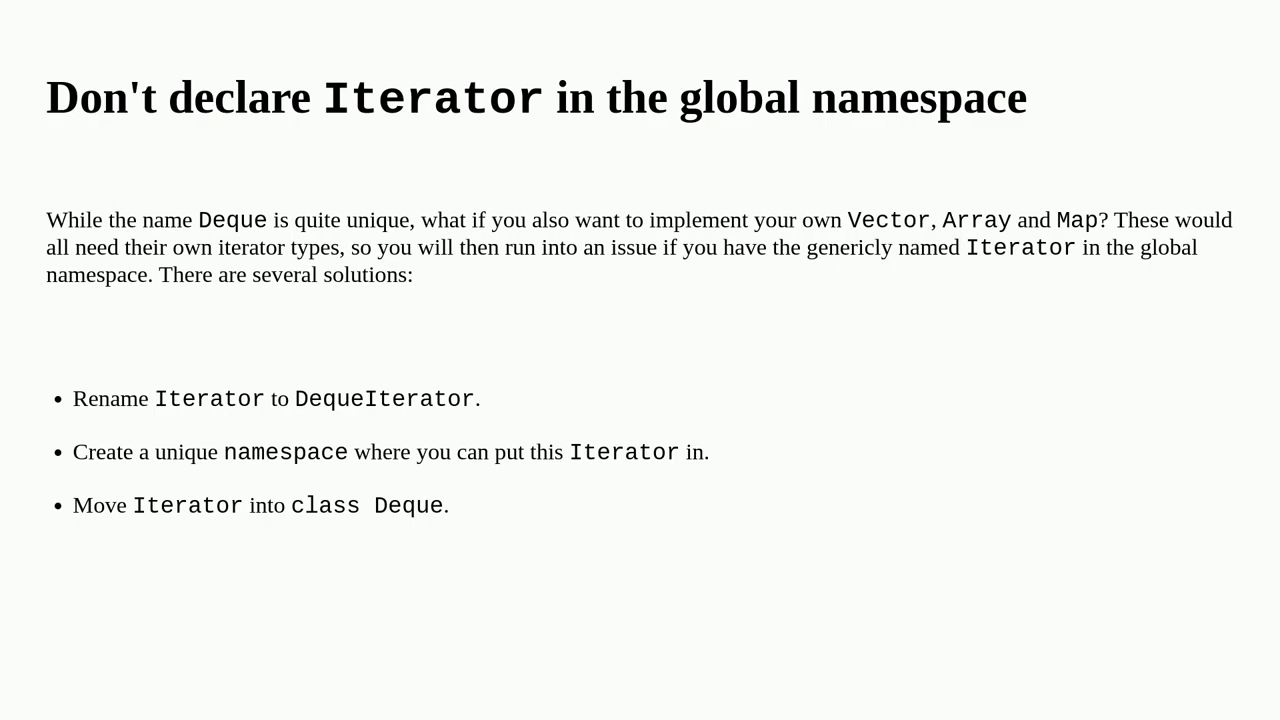 Don't declare Iterator in the global namespace
While the name Deque is quite unique, what if you also want to implement your own Vector, Array and Map? These would
all need their own iterator types, so you will then run into an issue if you have the genericly named Iterator in the global
namespace. There are several solutions:
• Rename Iterator to DequeIterator.
• Create a unique namespace where you can put this Iterator in.
• Move Iterator into class Deque.